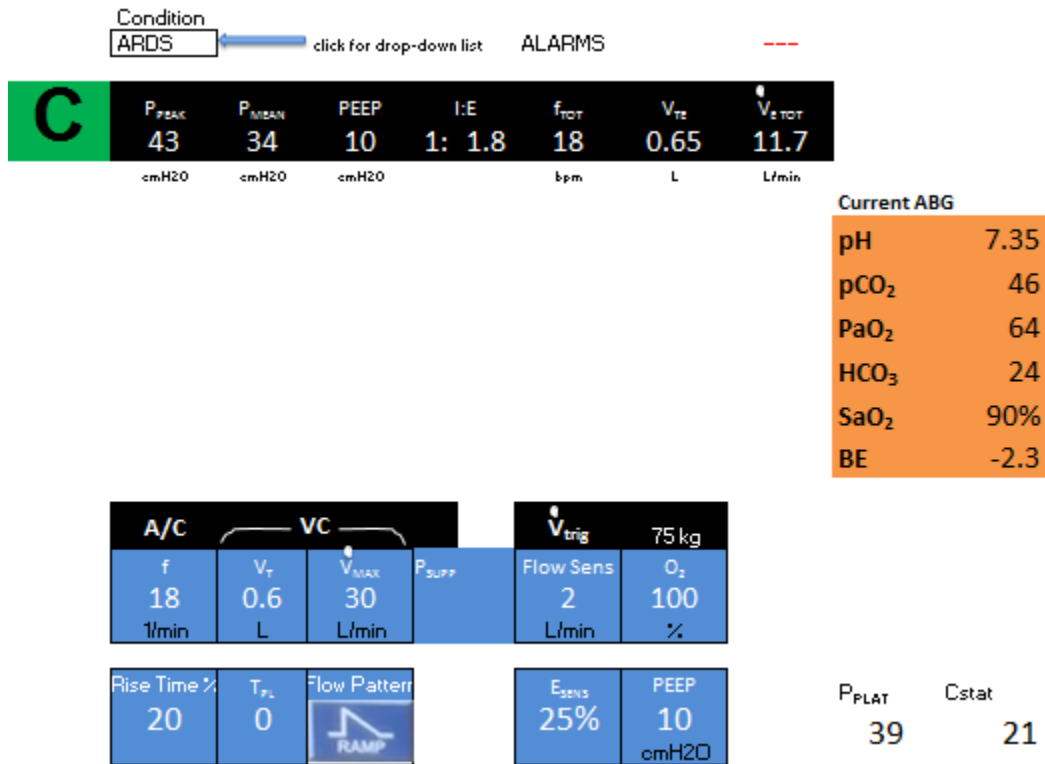 Condition
ARDS click for drop-down list ALARMS ---
C PPEAK PMEAN PEEP I:E fTOT VTE V̇E TOT
43 34 10 1: 1.8 18 0.65 11.7
cmH2O cmH2O cmH2O bpm L L/min
Current ABG
pH 7.35
pCO₂ 46
PaO₂ 64
HCO₃ 24
SaO₂ 90%
BE -2.3
A/C VC V̇trig 75 kg
f VT V̇MAX PSUPP Flow Sens O₂
18 0.6 30 2 100
1/min L L/min L/min %
Rise Time % TPL Flow Pattern ESENS PEEP
20 0 RAMP 25% 10
cmH2O
PPLAT Cstat
39 21